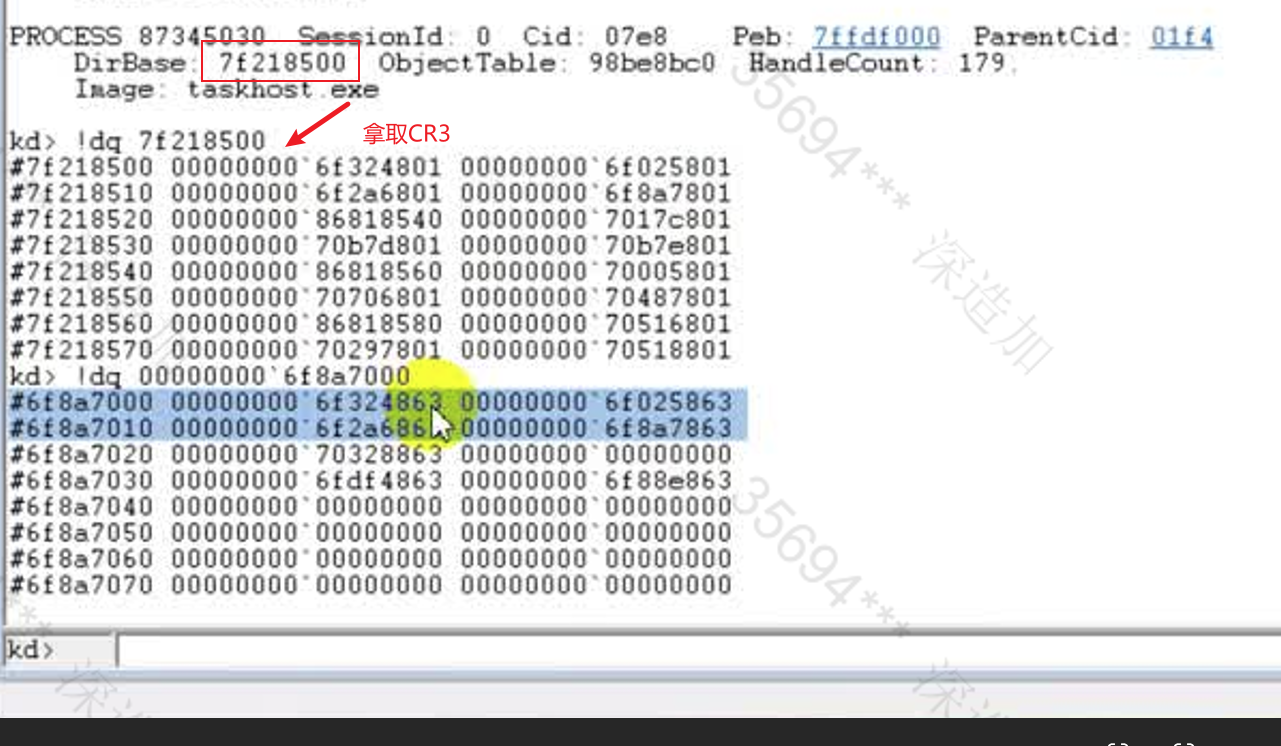 PROCESS 87345030 SessionId: 0 Cid: 07e8 Peb: 7ffdf000 ParentCid: 01f4
DirBase: 7f218500 ObjectTable: 98be8bc0 HandleCount: 179.
Image: taskhost.exe
拿取CR3
kd> !dq 7f218500
#7f218500 00000000`6f324801 00000000`6f025801
#7f218510 00000000`6f2a6801 00000000`6f8a7801
#7f218520 00000000`86818540 00000000`7017c801
#7f218530 00000000`70b7d801 00000000`70b7e801
#7f218540 00000000`86818560 00000000`70005801
#7f218550 00000000`70706801 00000000`70487801
#7f218560 00000000`86818580 00000000`70516801
#7f218570 00000000`70297801 00000000`70518801
kd> !dq 00000000`6f8a7000
#6f8a7000 00000000`6f324863 00000000`6f025863
#6f8a7010 00000000`6f2a6863 00000000`6f8a7863
#6f8a7020 00000000`70328863 00000000`00000000
#6f8a7030 00000000`6fdf4863 00000000`6f88e863
#6f8a7040 00000000`00000000 00000000`00000000
#6f8a7050 00000000`00000000 00000000`00000000
#6f8a7060 00000000`00000000 00000000`00000000
#6f8a7070 00000000`00000000 00000000`00000000
kd>
35694*** 深造加
35694*** 深